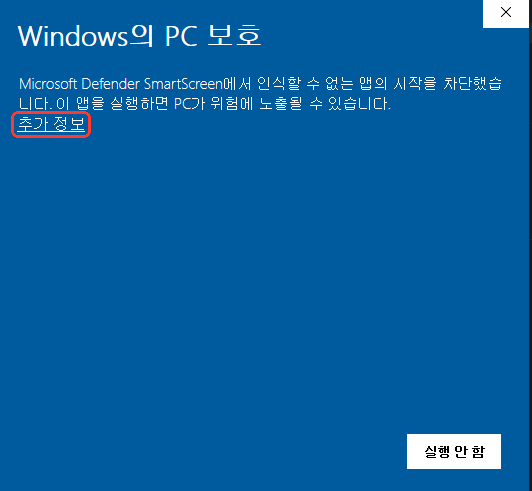 Windows의 PC 보호
Microsoft Defender SmartScreen에서 인식할 수 없는 앱의 시작을 차단했습
니다. 이 앱을 실행하면 PC가 위험에 노출될 수 있습니다.
추가 정보
실행 안 함